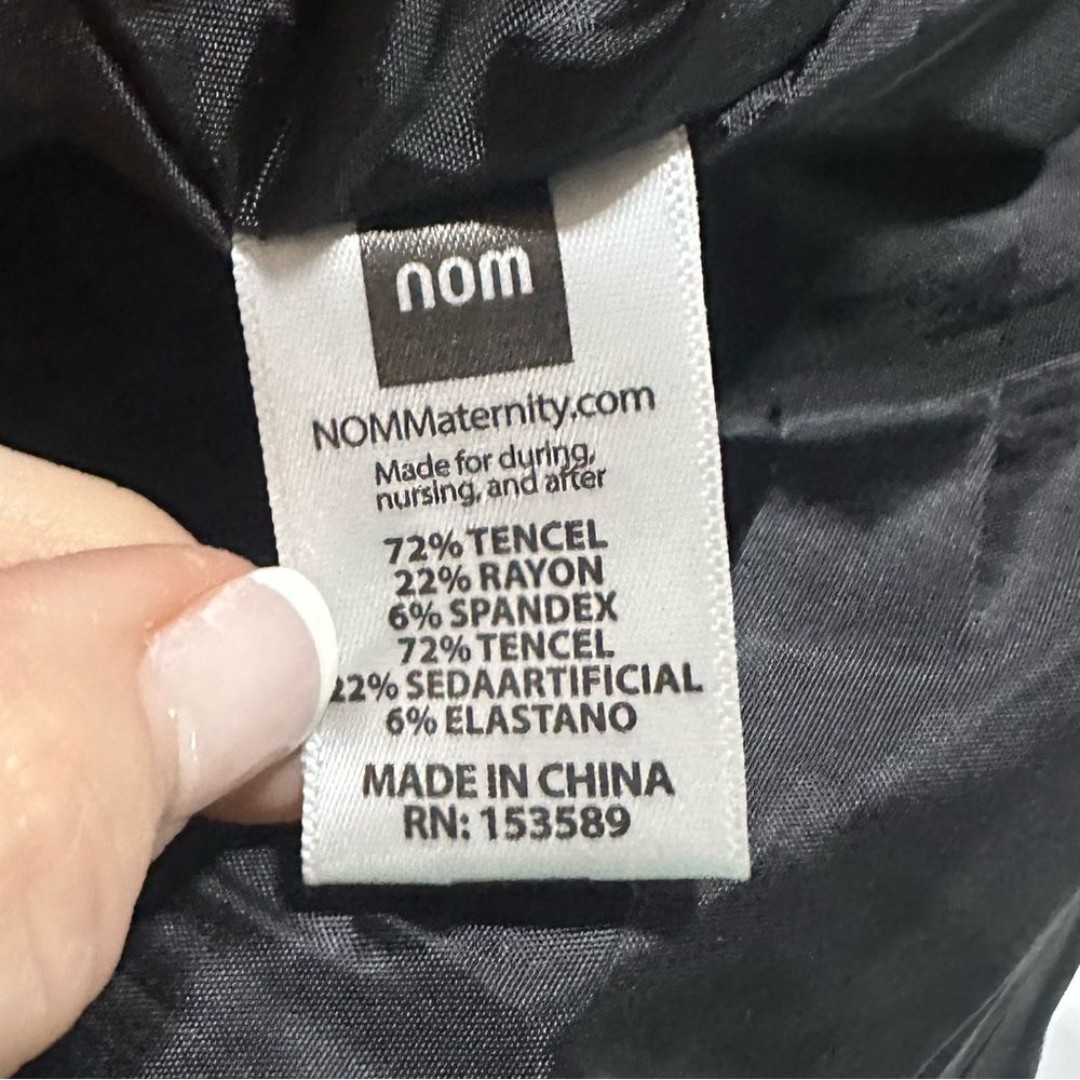 nom
NOMMaternity.com
Made for during,
nursing, and after
72% TENCEL
22% RAYON
6% SPANDEX
72% TENCEL
22% SEDAARTIFICIAL
6% ELASTANO
MADE IN CHINA
RN: 153589